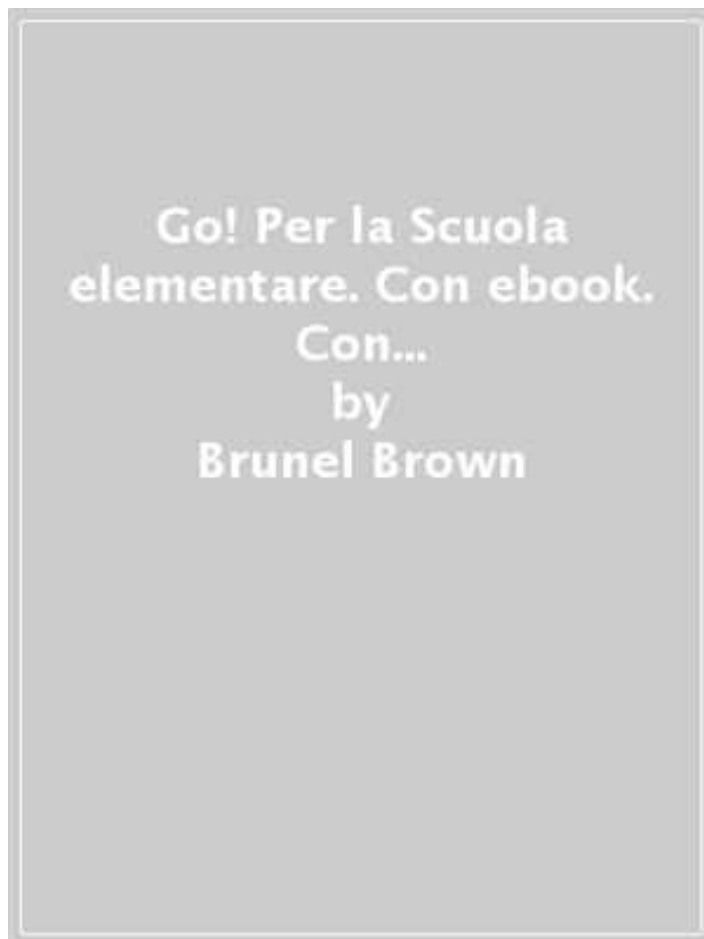 Go! Per la Scuola
elementare. Con ebook.
Con...
by
Brunel Brown